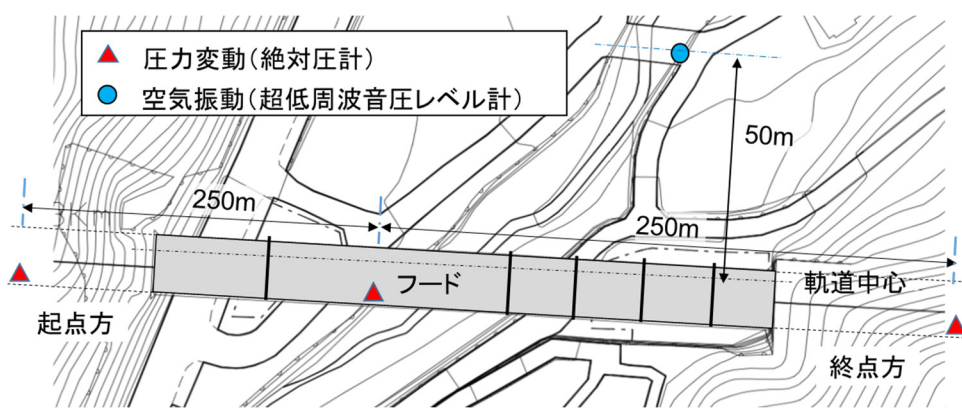 圧力変動(絶対圧計)
空気振動(超低周波音圧レベル計)
50m
250m
250m
フード
軌道中心
起点方
終点方